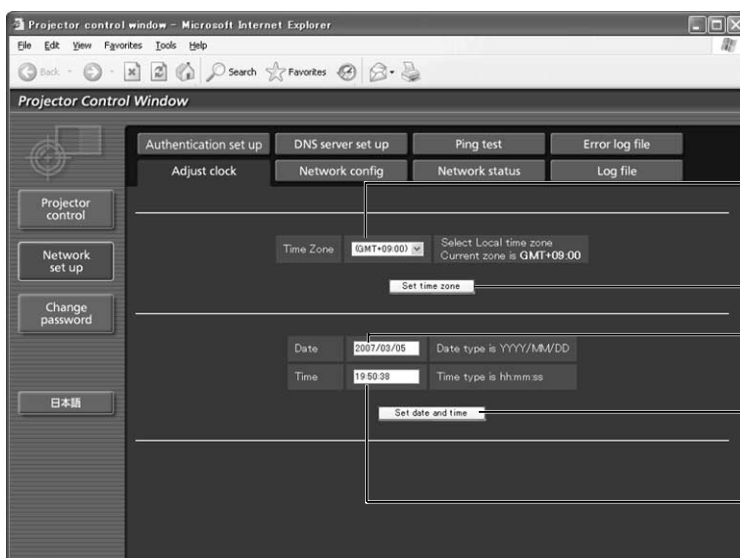 Projector control window - Microsoft Internet Explorer
File Edit View Favorites Tools Help
Back Search Favorites
Projector Control Window
Authentication set up DNS server set up Ping test Error log file
Adjust clock Network config Network status Log file
Projector
control
Network
set up
Change
password
日本語
Time Zone (GMT+09:00) Select Local time zone
Current zone is GMT+09:00
Set time zone
Date 2007/03/05 Date type is YYYY/MM/DD
Time 19:50:38 Time type is hh:mm:ss
Set date and time